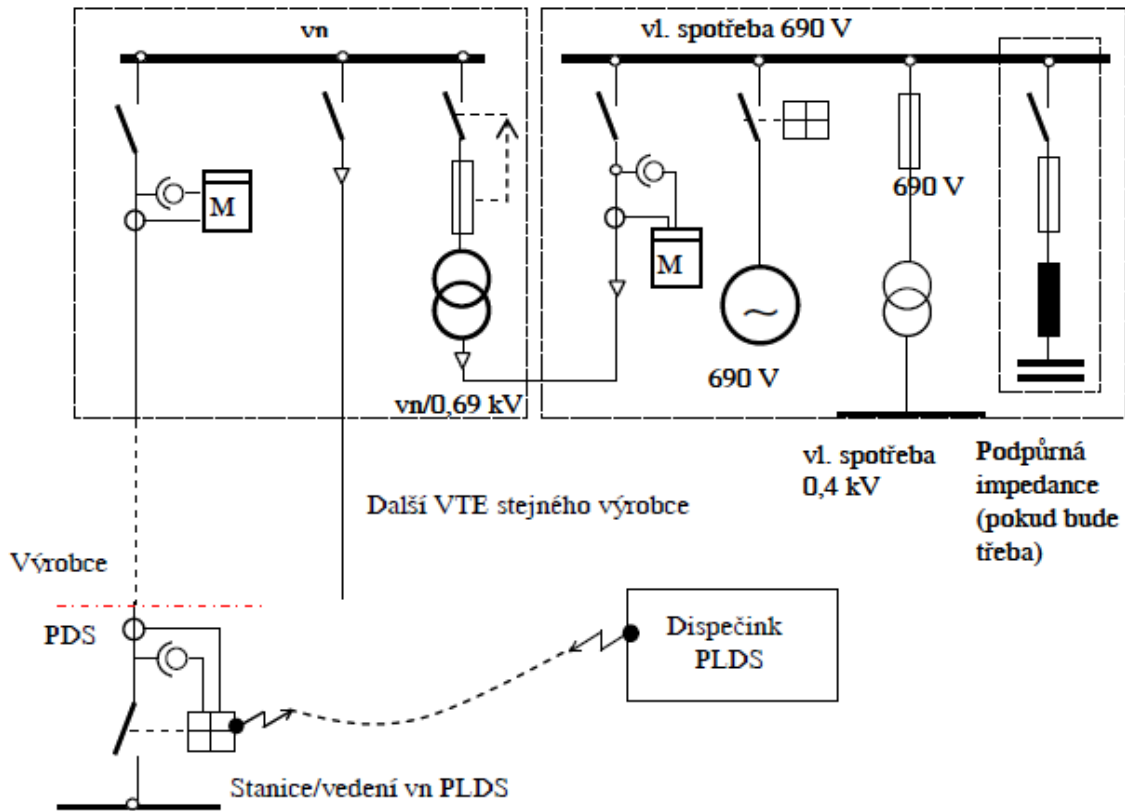 vn
vl. spotřeba 690 V
M
M
690 V
~
690 V
vn/0,69 kV
vl. spotřeba
0,4 kV
Podpůrná
impedance
(pokud bude
třeba)
Další VTE stejného výrobce
Výrobce
PDS
Dispečink
PLDS
Stanice/vedení vn PLDS